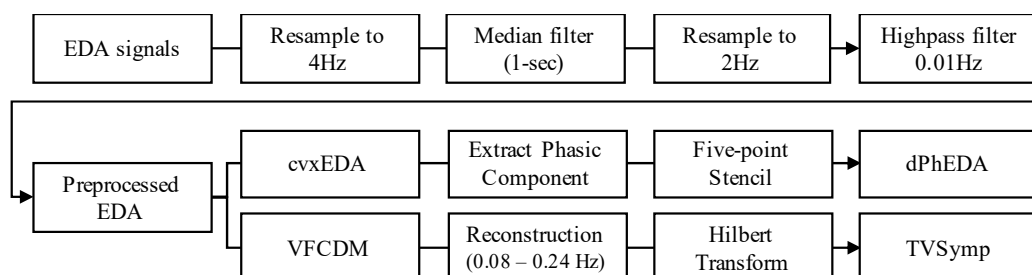 EDA signals
Resample to
4Hz
Median filter
(1-sec)
Resample to
2Hz
Highpass filter
0.01Hz
Preprocessed
EDA
cvxEDA
Extract Phasic
Component
Five-point
Stencil
dPhEDA
VFCDM
Reconstruction
(0.08 – 0.24 Hz)
Hilbert
Transform
TVSymp